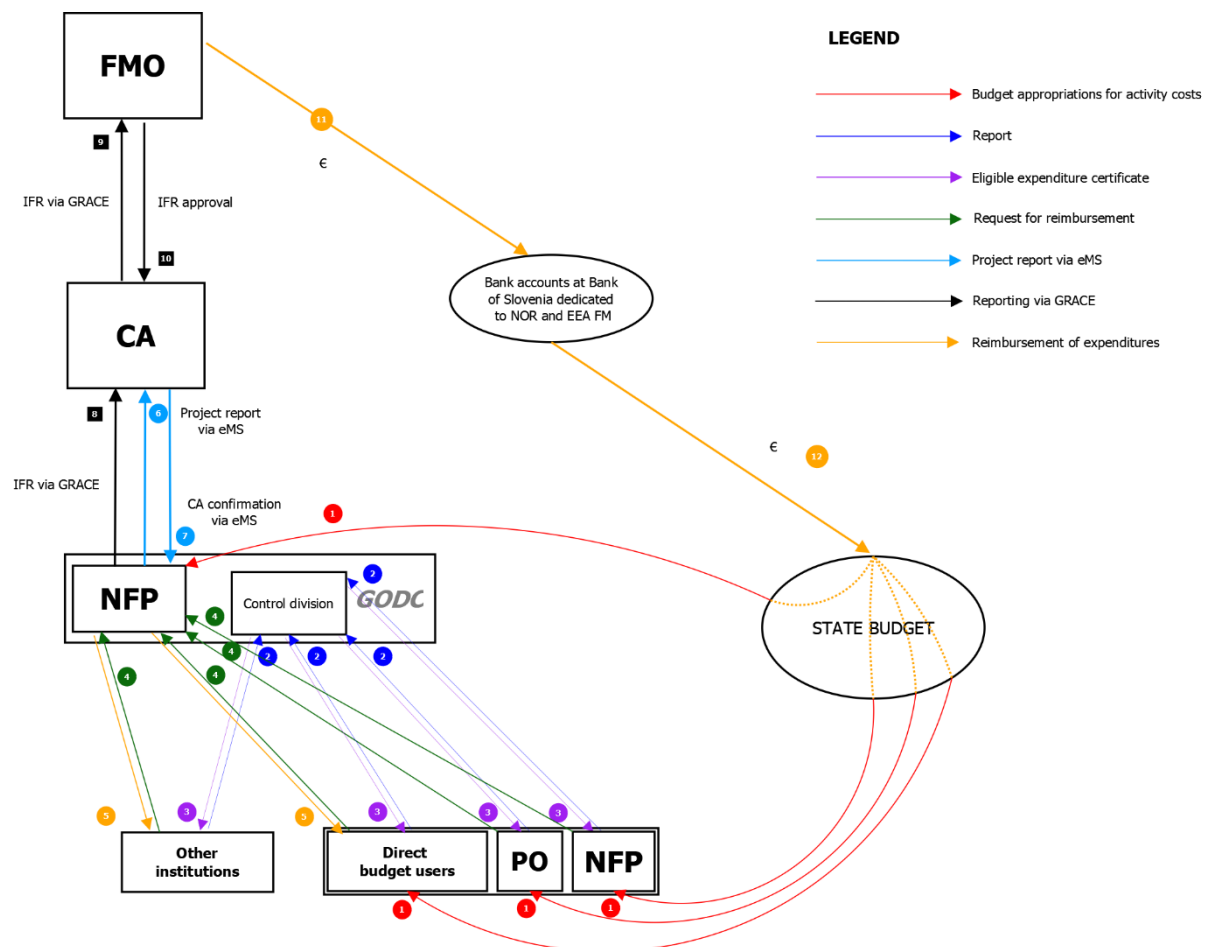 FMO
LEGEND
Budget appropriations for activity costs
11
Report
9
€
Eligible expenditure certificate
IFR via GRACE
IFR approval
Request for reimbursement
10
Project report via eMS
Bank accounts at Bank
of Slovenia dedicated
to NOR and EEA FM
Reporting via GRACE
CA
Reimbursement of expenditures
8
6
Project report
via eMS
€
12
IFR via GRACE
CA confirmation
via eMS
1
7
NFP
Control division
2
GODC
4
STATE BUDGET
4
2
2
2
4
4
5
3
5
3
3
3
Other
institutions
Direct
budget users
PO
NFP
1
1
1